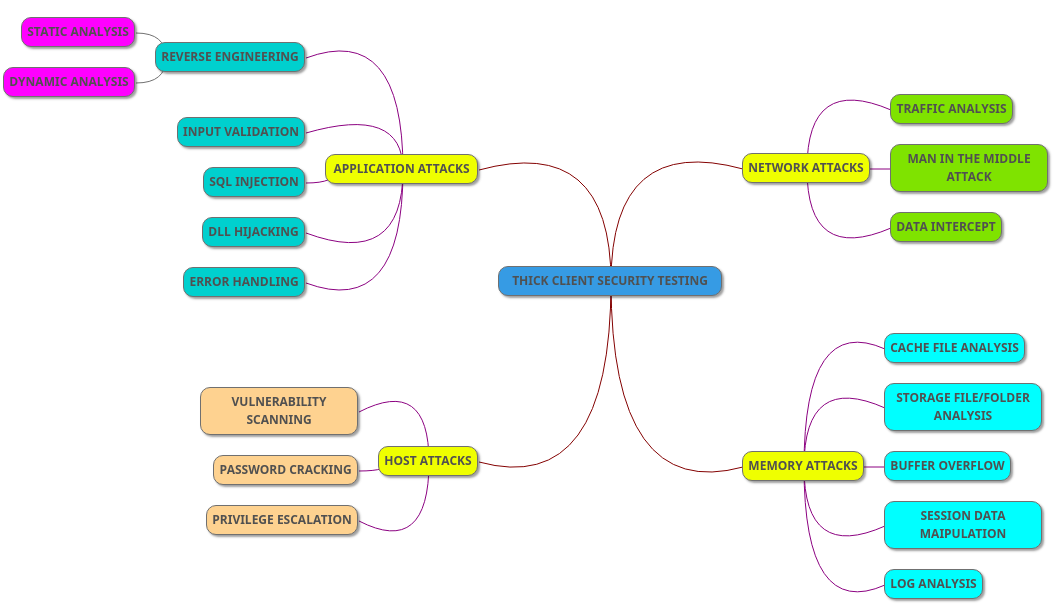 THICK CLIENT SECURITY TESTING
APPLICATION ATTACKS
REVERSE ENGINEERING
STATIC ANALYSIS
DYNAMIC ANALYSIS
INPUT VALIDATION
SQL INJECTION
DLL HIJACKING
ERROR HANDLING
HOST ATTACKS
VULNERABILITY
SCANNING
PASSWORD CRACKING
PRIVILEGE ESCALATION
NETWORK ATTACKS
TRAFFIC ANALYSIS
MAN IN THE MIDDLE
ATTACK
DATA INTERCEPT
MEMORY ATTACKS
CACHE FILE ANALYSIS
STORAGE FILE/FOLDER
ANALYSIS
BUFFER OVERFLOW
SESSION DATA
MAIPULATION
LOG ANALYSIS